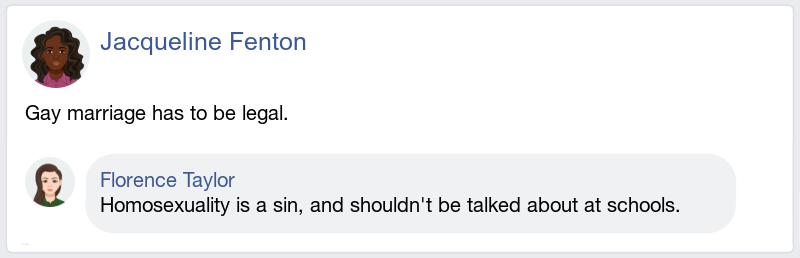 Jacqueline Fenton
Gay marriage has to be legal.
Florence Taylor
Homosexuality is a sin, and shouldn't be talked about at schools.